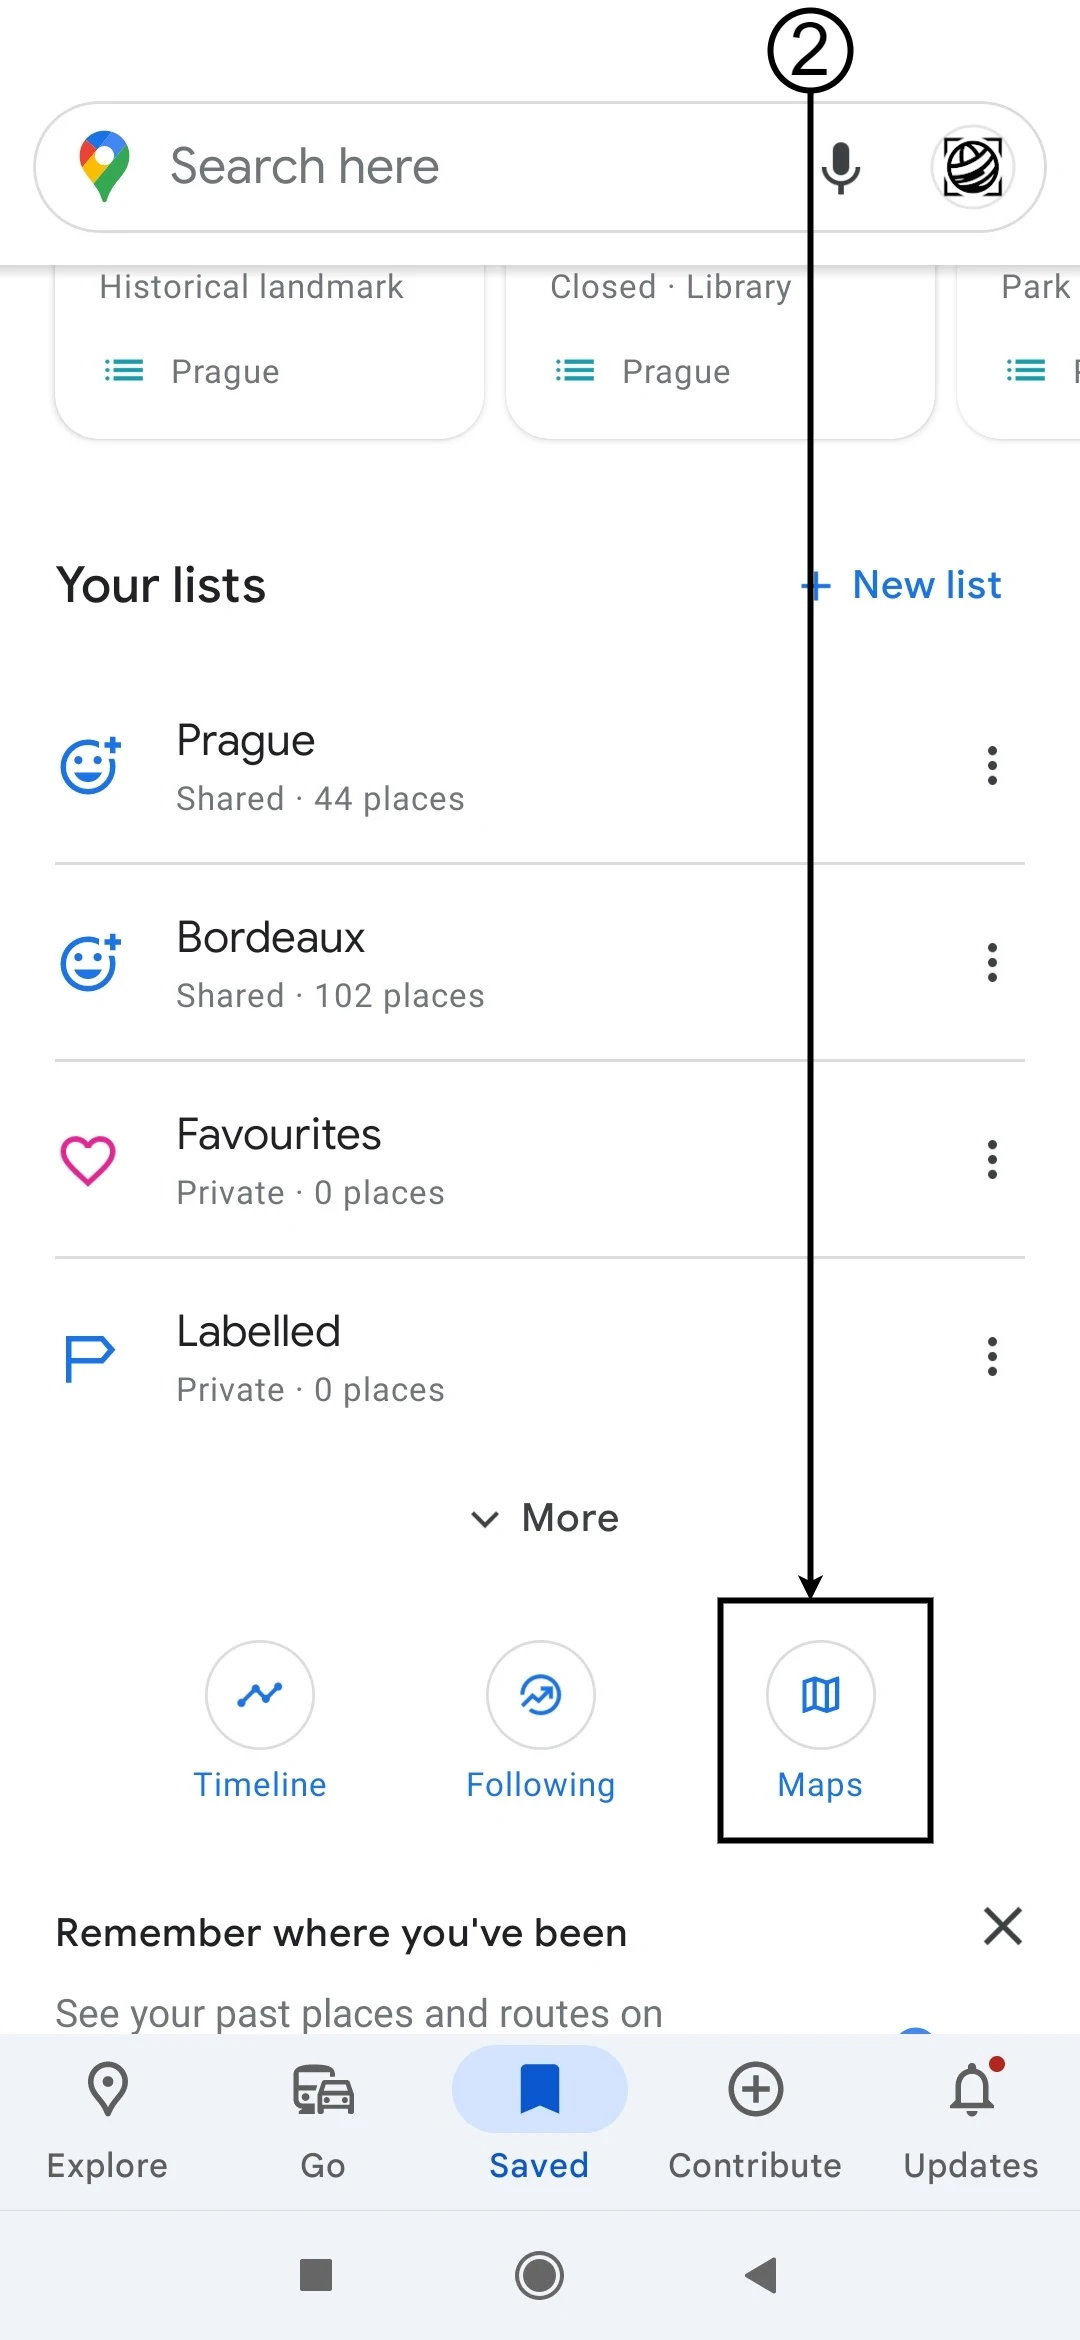 2
Search here
Historical landmark
Closed · Library
Park
Prague
Prague
Your lists
+ New list
Prague
Shared · 44 places
Bordeaux
Shared · 102 places
Favourites
Private · 0 places
Labelled
Private · 0 places
More
Timeline
Following
Maps
Remember where you've been
See your past places and routes on
Explore
Go
Saved
Contribute
Updates